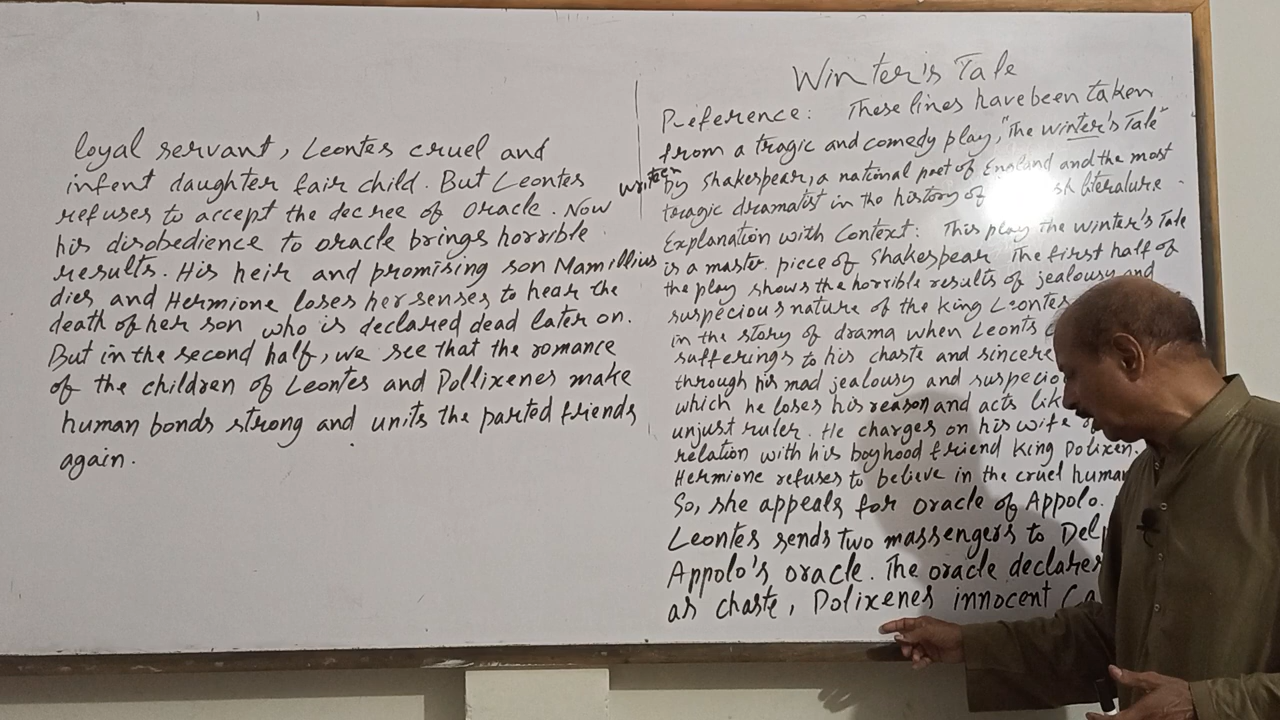 Winter's Tale
Reference: These lines have been taken
from a tragic and comedy play, "The Winter's Tale"
written by Shakespear, a national poet of England and the most
tragic dramatist in the history of sh literature.
Explanation with Context: This play the winter's Tale
is a master piece of Shakespear. The first half of
the play shows the horrible results of jealousy and
suspecious nature of the king Leontes
in the story of drama when Leonts
sufferings to his chaste and sincere
through his mad jealousy and suspecio
which he loses his reason and acts lik
unjust ruler. He charges on his wife
relation with his boyhood friend king Polixen.
Hermione refuses to believe in the cruel human
So, she appeals for oracle of Appolo.
Leontes sends two massengers to Delp
Appolo's oracle. The oracle declares
as chaste, Polixenes innocent Ca
loyal servant, Leontes cruel and
infent daughter fair child. But Leontes
refuses to accept the decree of oracle. Now
his disobedience to oracle brings horrible
results. His heir and promising son Mamillius
dies and Hermione loses her senses to hear the
death of her son who is declared dead later on.
But in the second half, we see that the romance
of the children of Leontes and Pollixenes make
human bonds strong and units the parted friends
again.